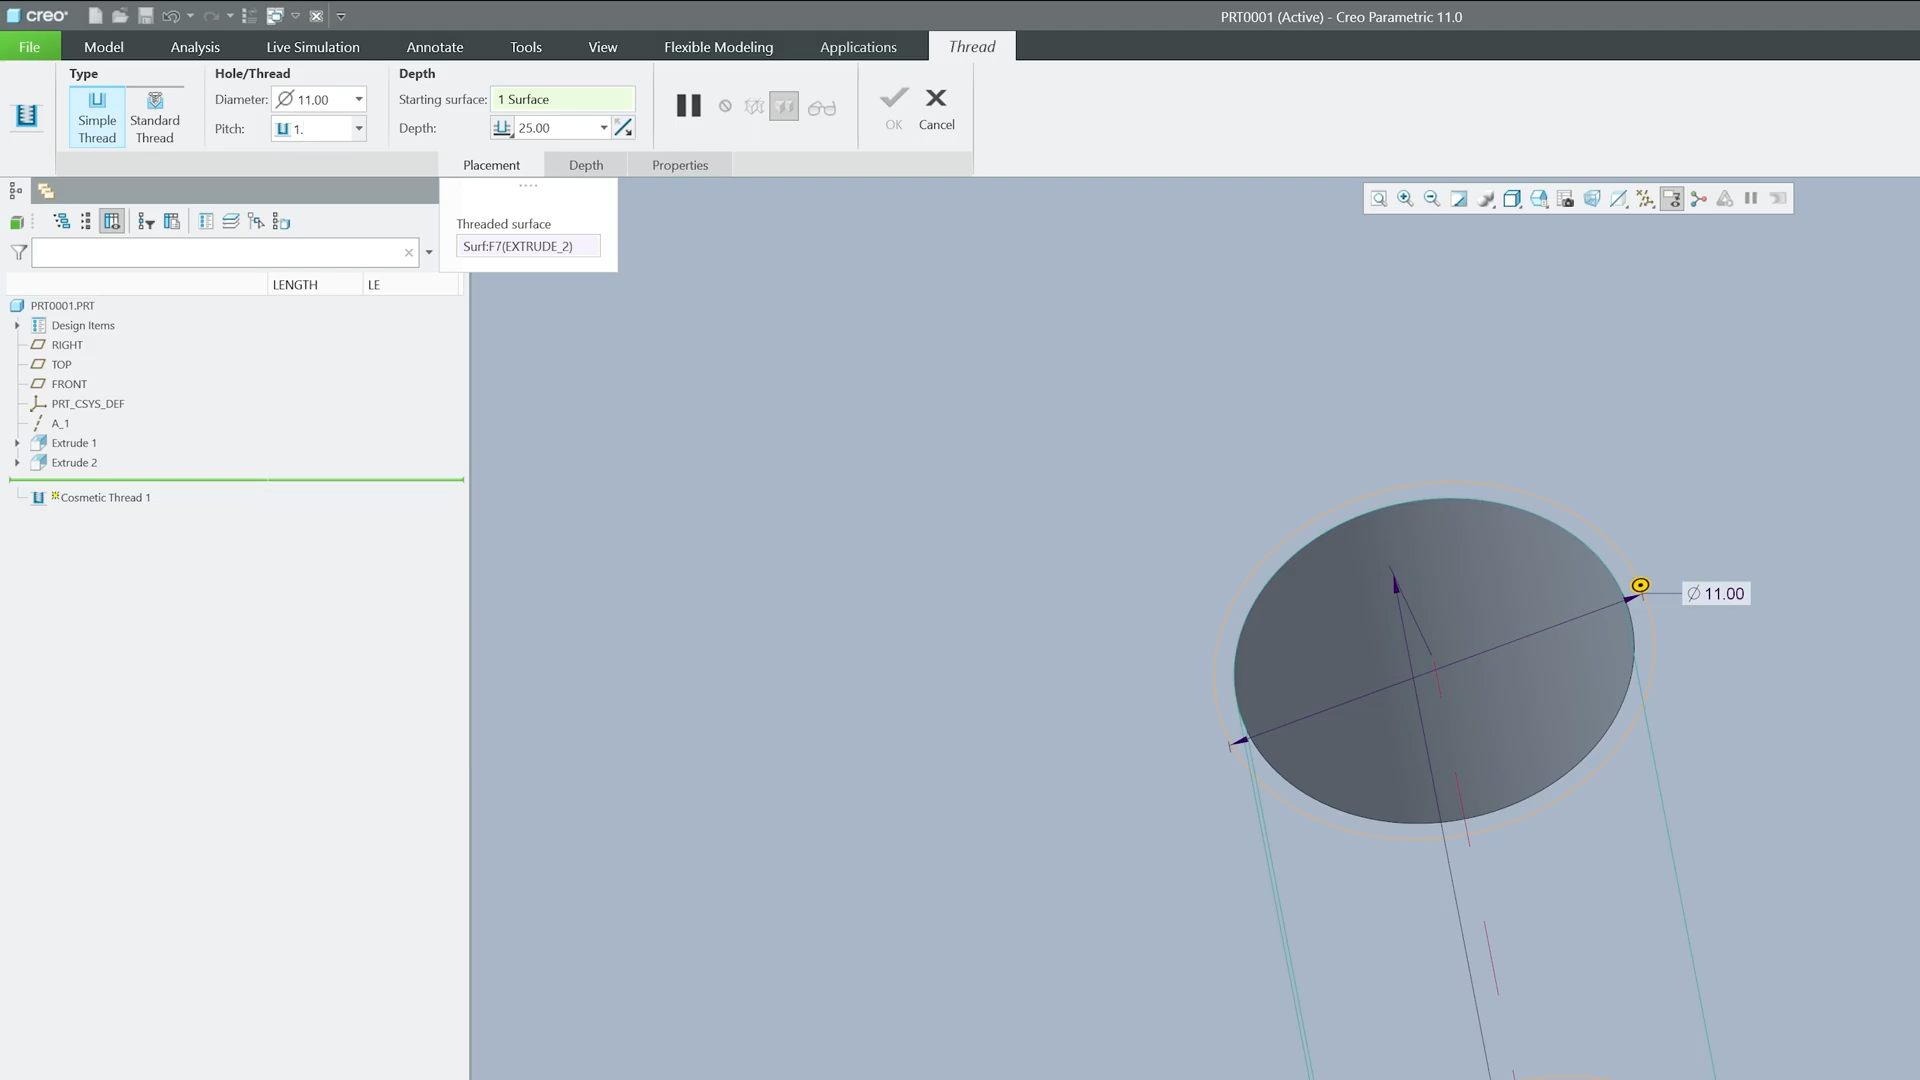 creo
PRT0001 (Active) - Creo Parametric 11.0
File Model Analysis Live Simulation Annotate Tools View Flexible Modeling Applications Thread
Type Hole/Thread Depth
Simple Thread
Standard Thread
Diameter: Ø 11.00
Pitch: 1.
Starting surface: 1 Surface
Depth: 25.00
OK Cancel
Placement Depth Properties
Threaded surface
Surf:F7(EXTRUDE_2)
LENGTH LE
PRT0001.PRT
Design Items
RIGHT
TOP
FRONT
PRT_CSYS_DEF
A_1
Extrude 1
Extrude 2
Cosmetic Thread 1
Ø 11.00